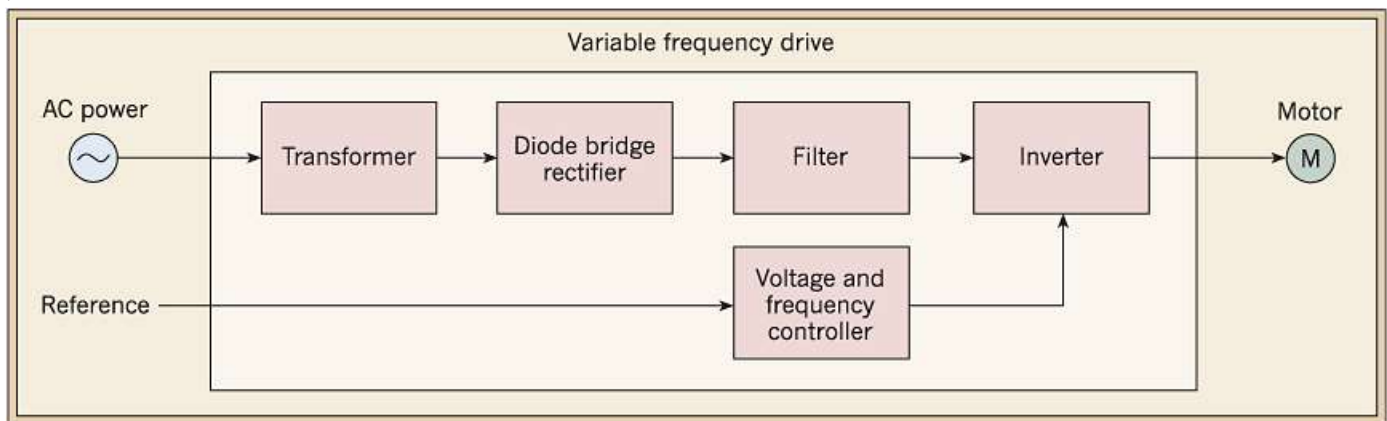 Variable frequency drive
AC power
Motor
Transformer
Diode bridge
rectifier
Filter
Inverter
M
Reference
Voltage and
frequency
controller